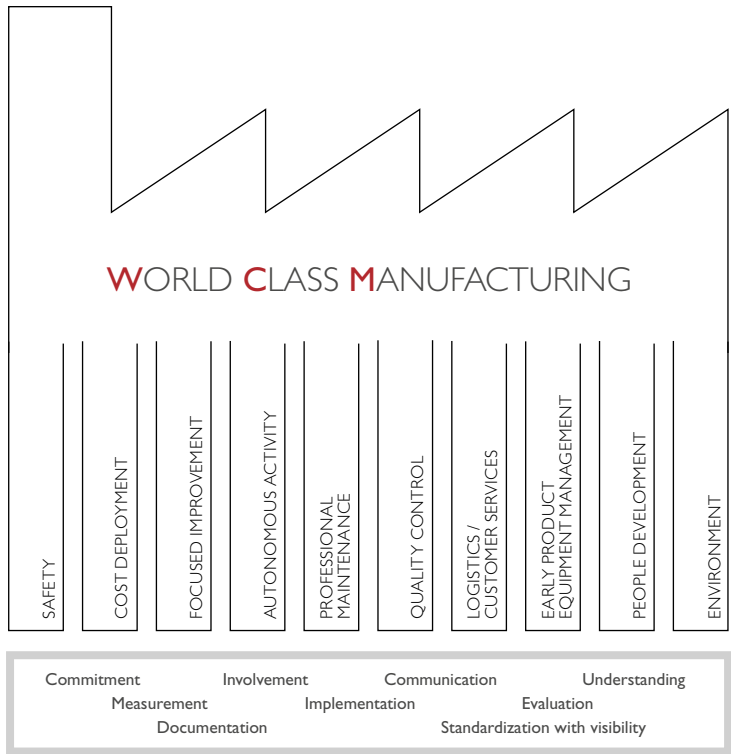 WORLD CLASS MANUFACTURING
SAFETY
COST DEPLOYMENT
FOCUSED IMPROVEMENT
AUTONOMOUS ACTIVITY
PROFESSIONAL
MAINTENANCE
QUALITY CONTROL
LOGISTICS /
CUSTOMER SERVICES
EARLY PRODUCT
EQUIPMENT MANAGEMENT
PEOPLE DEVELOPMENT
ENVIRONMENT
Commitment Involvement Communication Understanding
Measurement Implementation Evaluation
Documentation Standardization with visibility